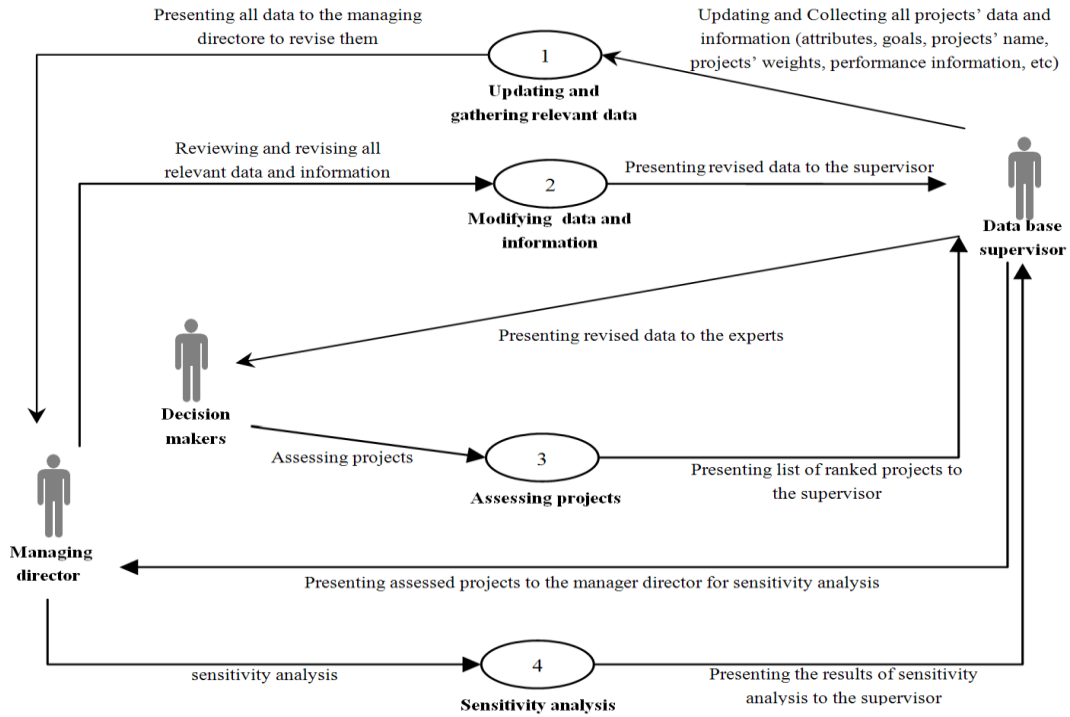 Presenting all data to the managing
directore to revise them
Updating and Collecting all projects’ data and
information (attributes, goals, projects’ name,
projects’ weights, performance information, etc)
1
Updating and
gathering relevant data
Reviewing and revising all
relevant data and information
2
Modifying data and
information
Presenting revised data to the supervisor
Data base
supervisor
Presenting revised data to the experts
Decision
makers
Assessing projects
3
Assessing projects
Presenting list of ranked projects to
the supervisor
Managing
director
Presenting assessed projects to the manager director for sensitivity analysis
sensitivity analysis
4
Sensitivity analysis
Presenting the results of sensitivity
analysis to the supervisor